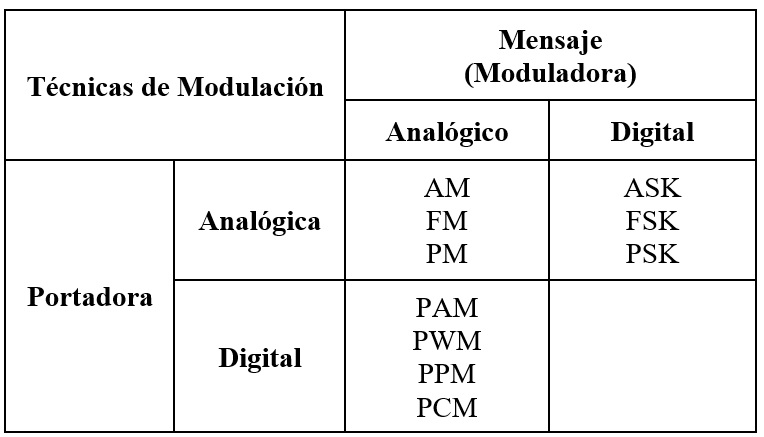 Técnicas de Modulación
Mensaje
(Moduladora)
Analógico
Digital
Portadora
Analógica
AM
FM
PM
ASK
FSK
PSK
Digital
PAM
PWM
PPM
PCM